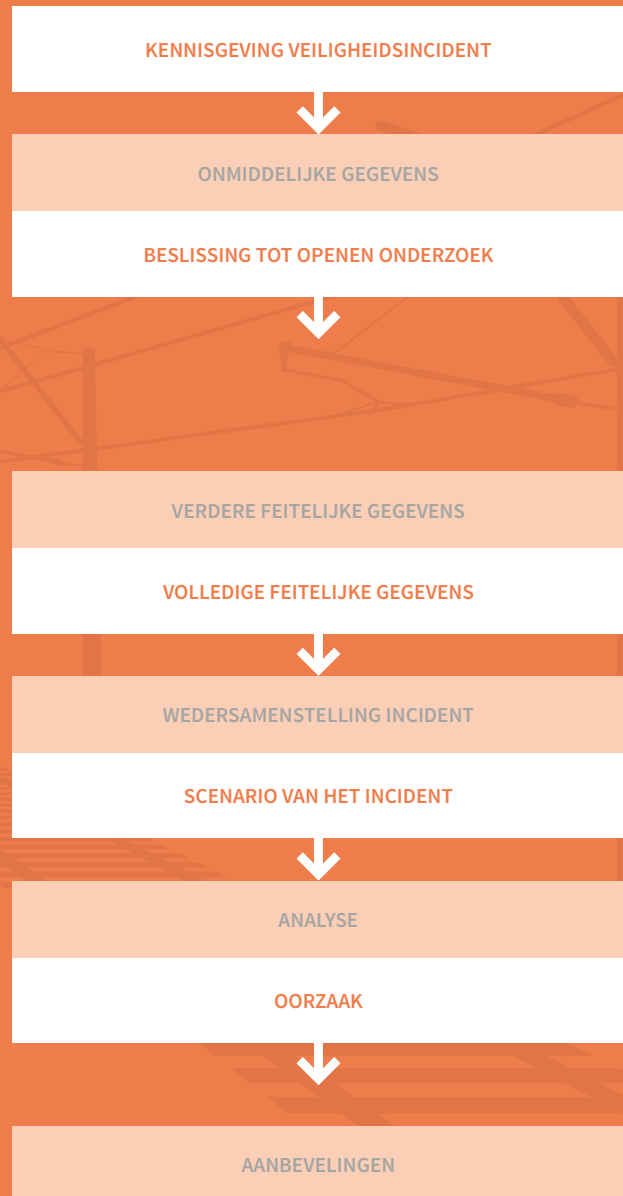 KENNISGEVING VEILIGHEIDSINCIDENT
ONMIDDELIJKE GEGEVENS
BESLISSING TOT OPENEN ONDERZOEK
VERDERE FEITELIJKE GEGEVENS
VOLLEDIGE FEITELIJKE GEGEVENS
WEDERSAMENSTELLING INCIDENT
SCENARIO VAN HET INCIDENT
ANALYSE
OORZAAK
AANBEVELINGEN